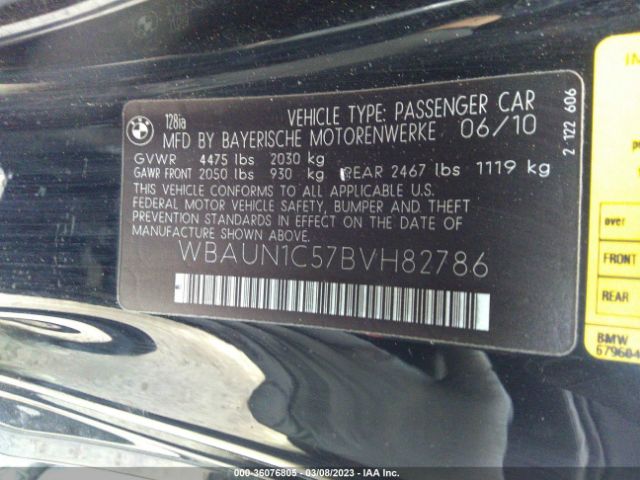 BMW
128ia
VEHICLE TYPE: PASSENGER CAR
MFD BY BAYERISCHE MOTORENWERKE 06/10
GVWR 4475 lbs 2030 kg
GAWR FRONT 2050 lbs 930 kg REAR 2467 lbs 1119 kg
THIS VEHICLE CONFORMS TO ALL APPLICABLE U.S.
FEDERAL MOTOR VEHICLE SAFETY, BUMPER AND THEFT
PREVENTION STANDARDS IN EFFECT ON THE DATE OF
MANUFACTURE SHOWN ABOVE.
WBAUN1C57BVH82786
2 122 606
FRONT
REAR
BMW
000-36076805 — 03/08/2023 — IAA Inc.